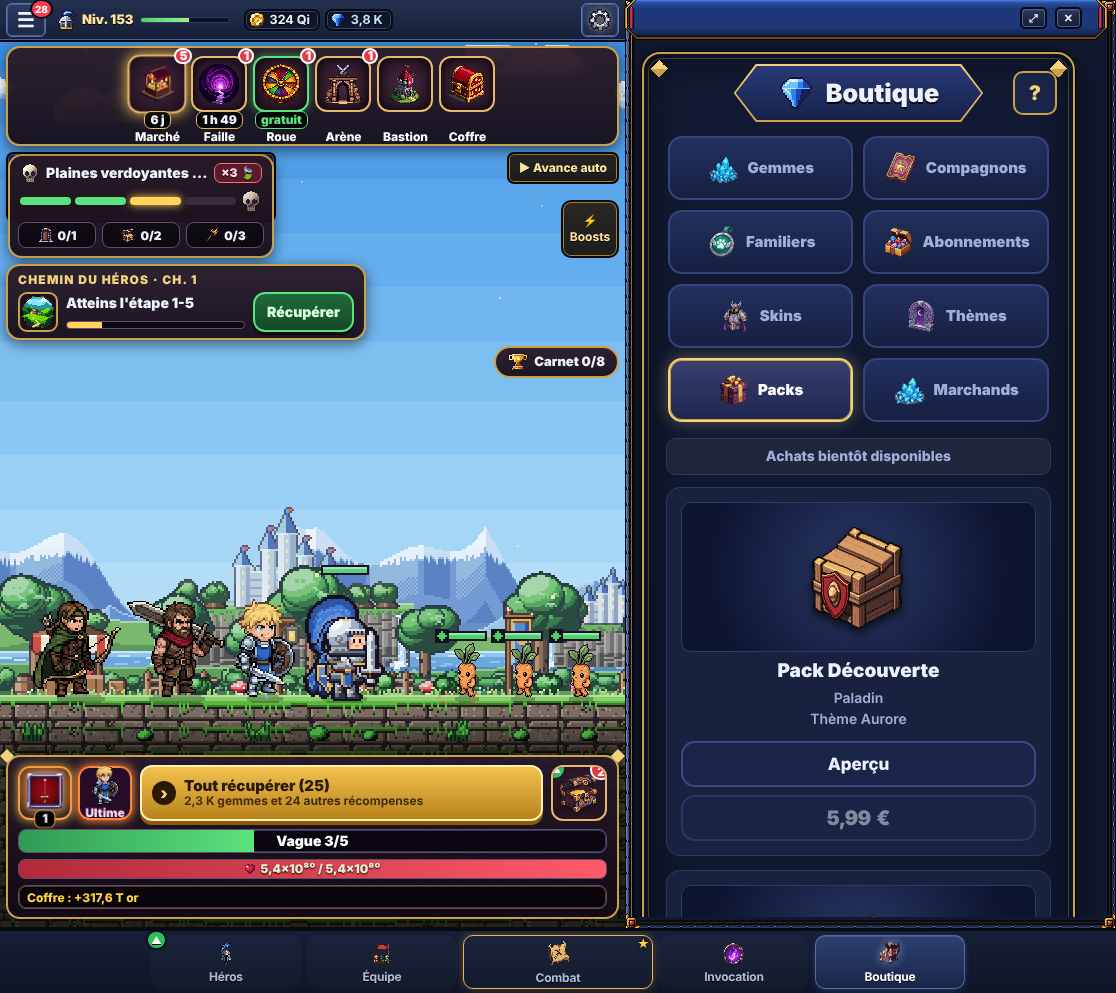 28
Niv. 153
324 Qi
3,8 K
5
1
1
1
6 j
1 h 49
gratuit
Marché
Faille
Roue
Arène
Bastion
Coffre
Plaines verdoyantes ...
×3
0/1
0/2
0/3
Avance auto
Boosts
CHEMIN DU HÉROS · CH. 1
Atteins l'étape 1-5
Récupérer
Carnet 0/8
1
Ultime
Tout récupérer (25)
2,3 K gemmes et 24 autres récompenses
2
Vague 3/5
5,4×10⁸⁰ / 5,4×10⁸⁰
Coffre : +317,6 T or
Boutique
?
Gemmes
Compagnons
Familiers
Abonnements
Skins
Thèmes
Packs
Marchands
Achats bientôt disponibles
Pack Découverte
Paladin
Thème Aurore
Aperçu
5,99 €
Héros
Équipe
Combat
Invocation
Boutique